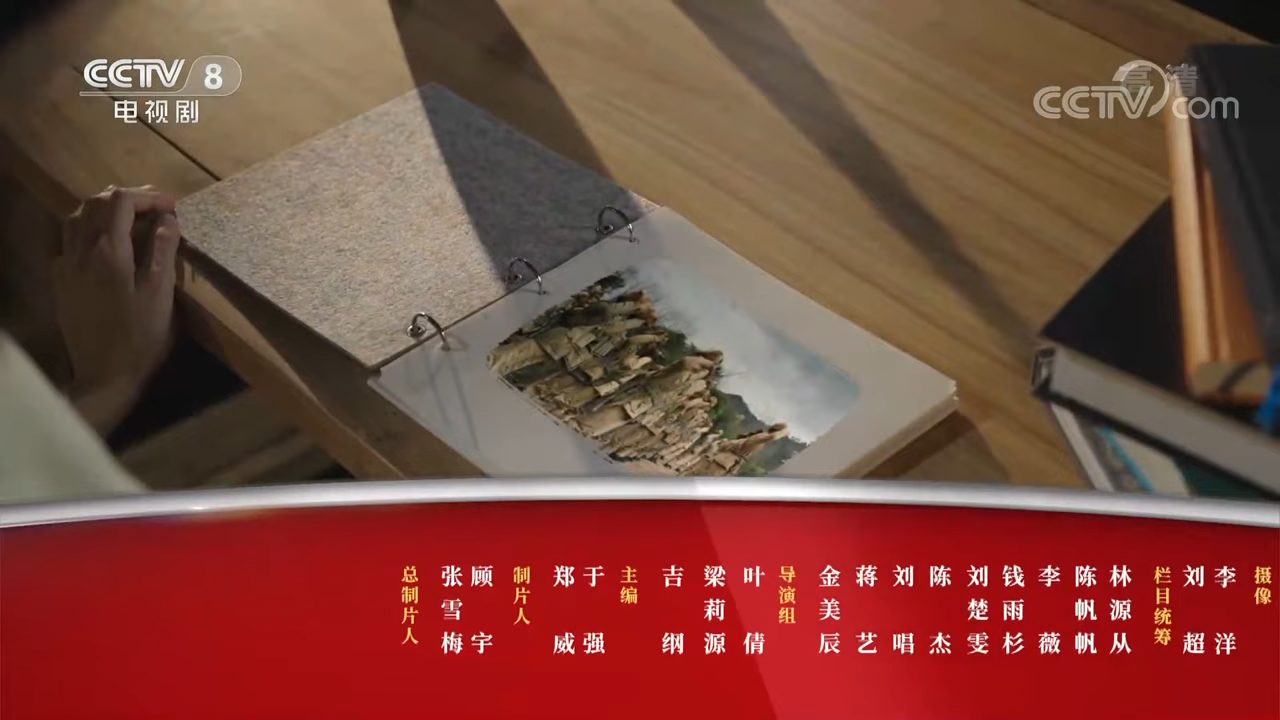 CCTV 8
电视剧
高清
CCTV.com
总制片人
张雪梅
顾宇
制片人
郑威
于强
主编
吉纲
梁莉源
叶倩
导演组
金美辰
蒋艺
刘唱
陈杰
刘楚雯
钱雨杉
李薇
陈帆帆
林源从
栏目统筹
刘超
李洋
摄像